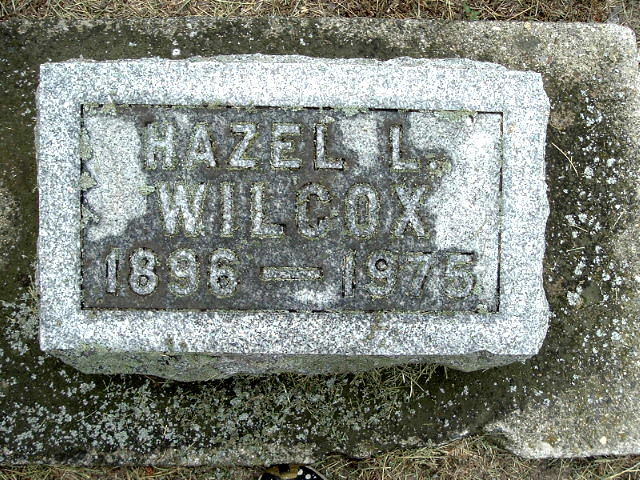 HAZEL L.
WILCOX
1896 — 1975